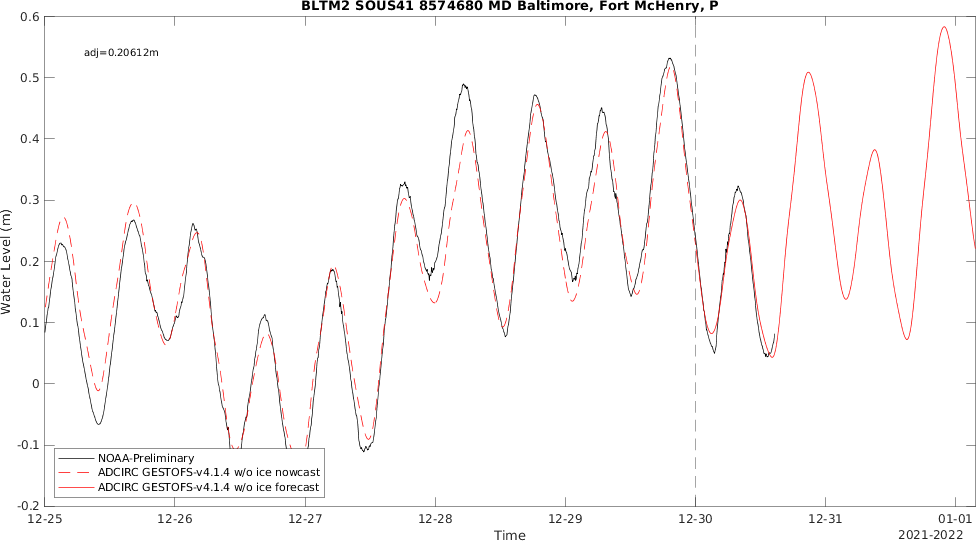 BLTM2 SOUS41 8574680 MD Baltimore, Fort McHenry, P
adj=0.20612m
Water Level (m)
0.6
0.5
0.4
0.3
0.2
0.1
0
-0.1
-0.2
NOAA-Preliminary
ADCIRC GESTOFS-v4.1.4 w/o ice nowcast
ADCIRC GESTOFS-v4.1.4 w/o ice forecast
12-25 12-26 12-27 12-28 12-29 12-30 12-31 01-01
Time
2021-2022